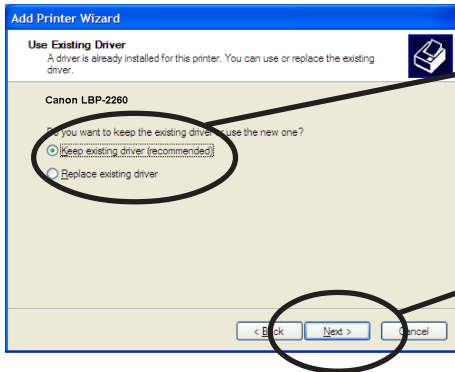 Add Printer Wizard
Use Existing Driver
A driver is already installed for this printer. You can use or replace the existing
driver.
Canon LBP-2260
you want to keep the existing driver or use the new one?
Keep existing driver (recommended)
Replace existing driver
< Back
Next >
Cancel